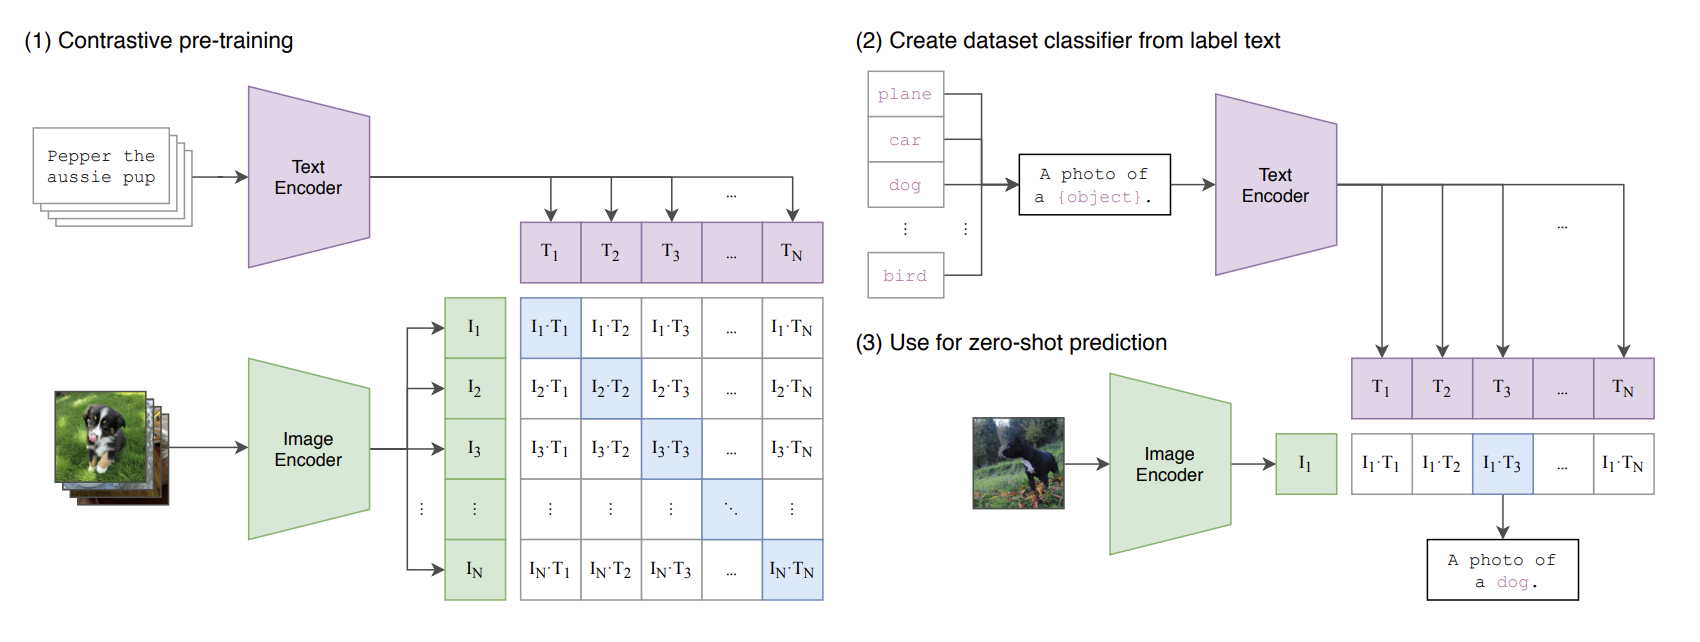 (1) Contrastive pre-training
Pepper the
aussie pup
Text
Encoder
...
T1 T2 T3 ... TN
Image
Encoder
I1 I1·T1 I1·T2 I1·T3 ... I1·TN
I2 I2·T1 I2·T2 I2·T3 ... I2·TN
I3 I3·T1 I3·T2 I3·T3 ... I3·TN
⋮ ⋮ ⋮ ⋮ ⋮ ⋱ ⋮
IN IN·T1 IN·T2 IN·T3 ... IN·TN
(2) Create dataset classifier from label text
plane
car
dog
⋮ ⋮
bird
A photo of
a {object}.
Text
Encoder
...
(3) Use for zero-shot prediction
T1 T2 T3 ... TN
Image
Encoder
I1 I1·T1 I1·T2 I1·T3 ... I1·TN
A photo of
a dog.